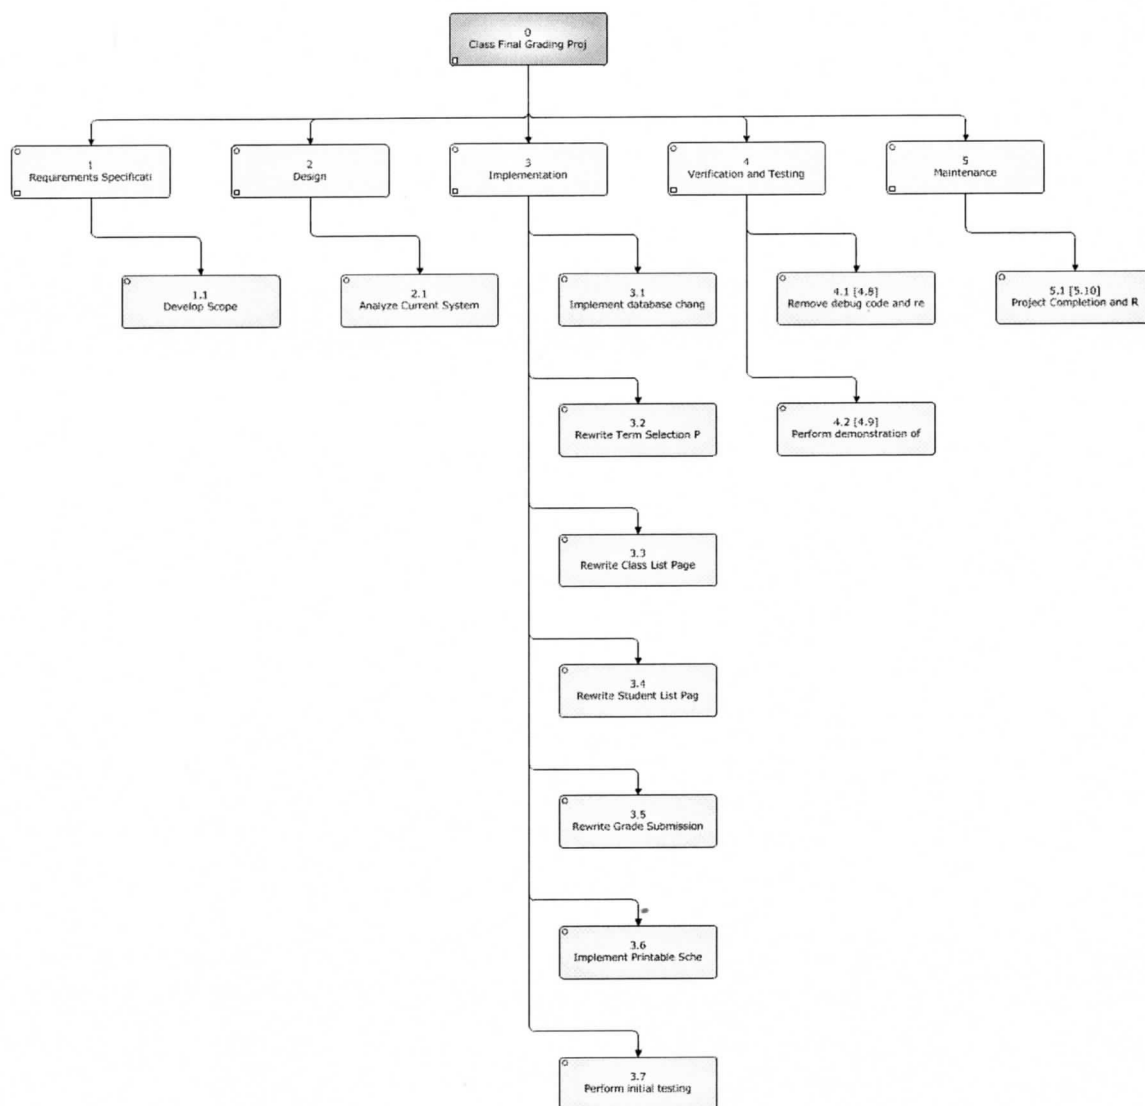 0
Class Final Grading Proj
1
Requirements Specificati
2
Design
3
Implementation
4
Verification and Testing
5
Maintenance
1.1
Develop Scope
2.1
Analyze Current System
3.1
Implement database chang
4.1 [4.8]
Remove debug code and re
5.1 [5.10]
Project Completion and R
3.2
Rewrite Term Selection P
4.2 [4.9]
Perform demonstration of
3.3
Rewrite Class List Page
3.4
Rewrite Student List Pag
3.5
Rewrite Grade Submission
3.6
Implement Printable Sche
3.7
Perform initial testing